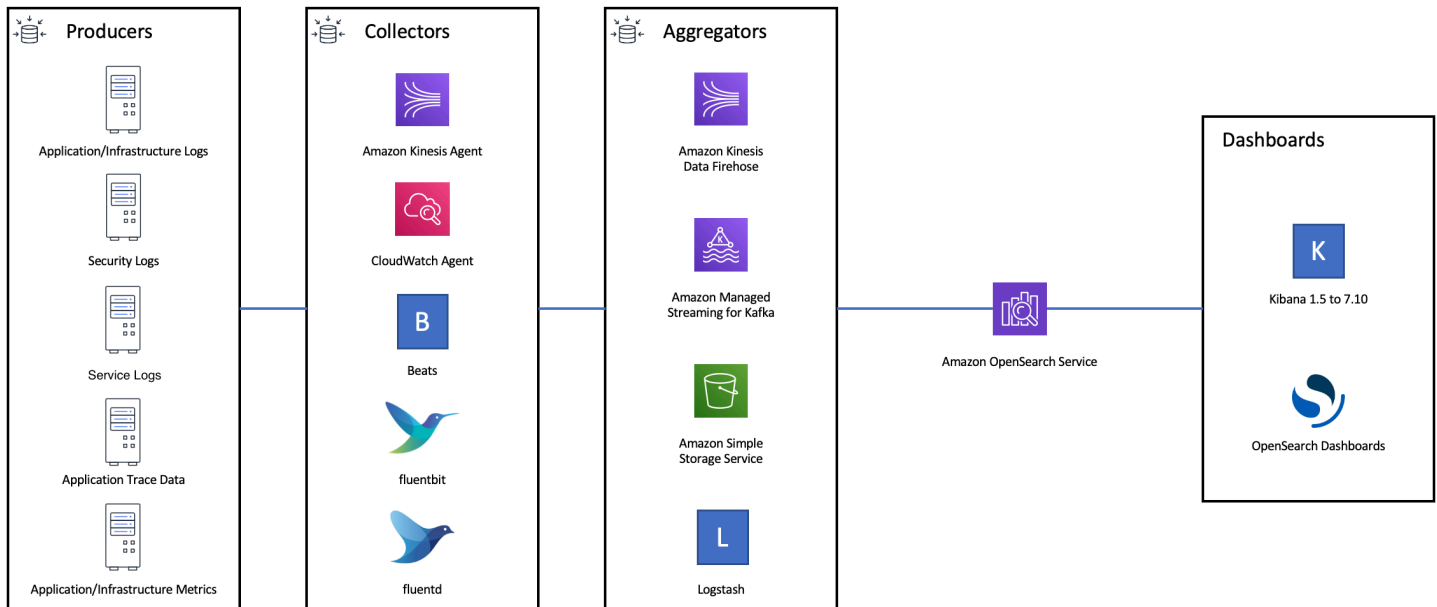 Producers
Application/Infrastructure Logs
Security Logs
Service Logs
Application Trace Data
Application/Infrastructure Metrics
Collectors
Amazon Kinesis Agent
CloudWatch Agent
B
Beats
fluentbit
fluentd
Aggregators
Amazon Kinesis
Data Firehose
K
Amazon Managed
Streaming for Kafka
Amazon Simple
Storage Service
L
Logstash
Amazon OpenSearch Service
Dashboards
K
Kibana 1.5 to 7.10
OpenSearch Dashboards